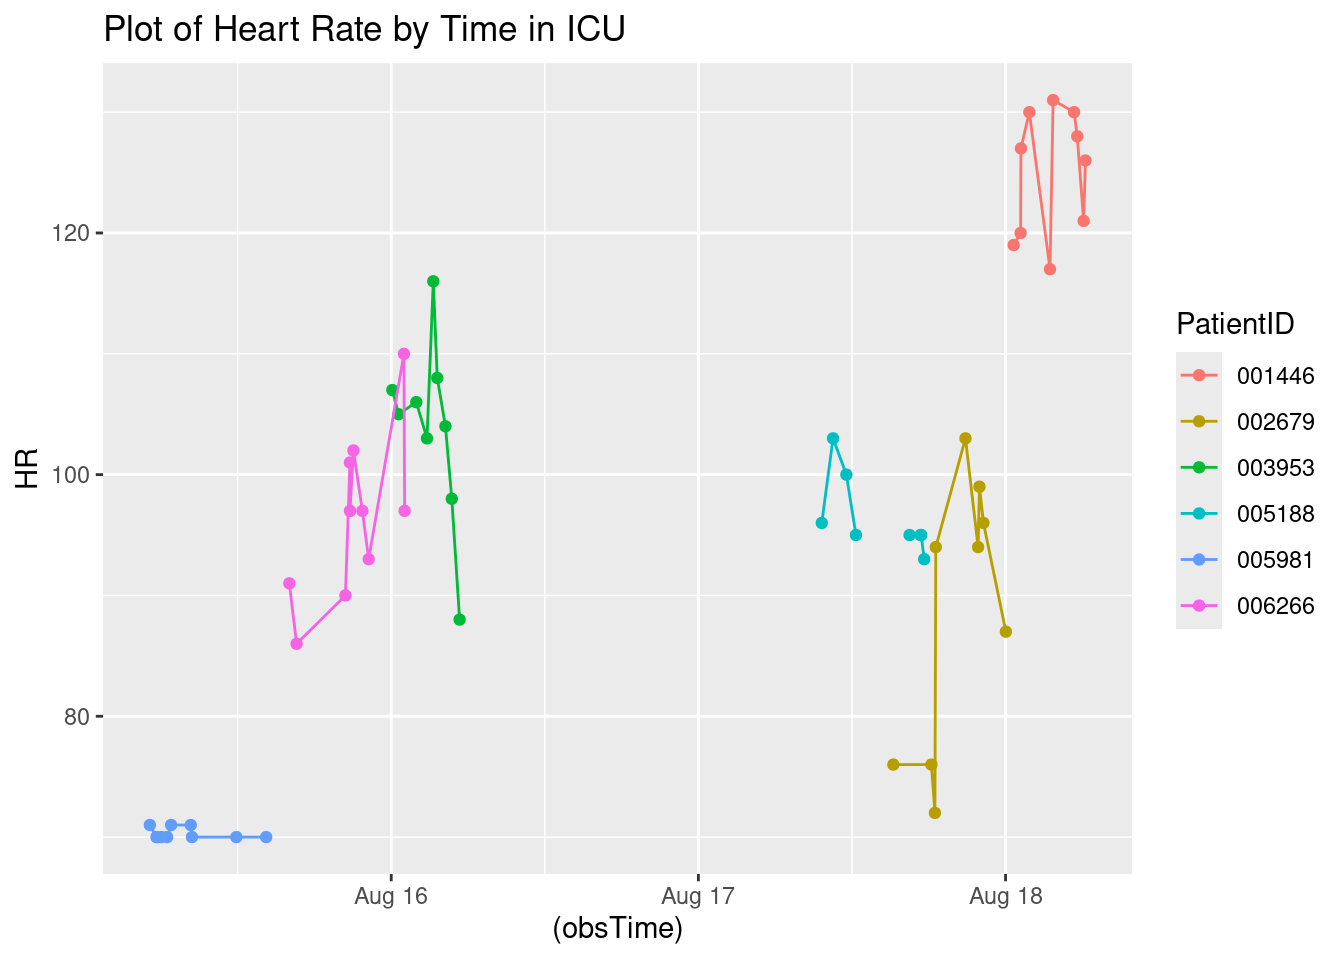 Plot of Heart Rate by Time in ICU
HR
120
100
80
Aug 16
Aug 17
Aug 18
(obsTime)
PatientID
001446
002679
003953
005188
005981
006266